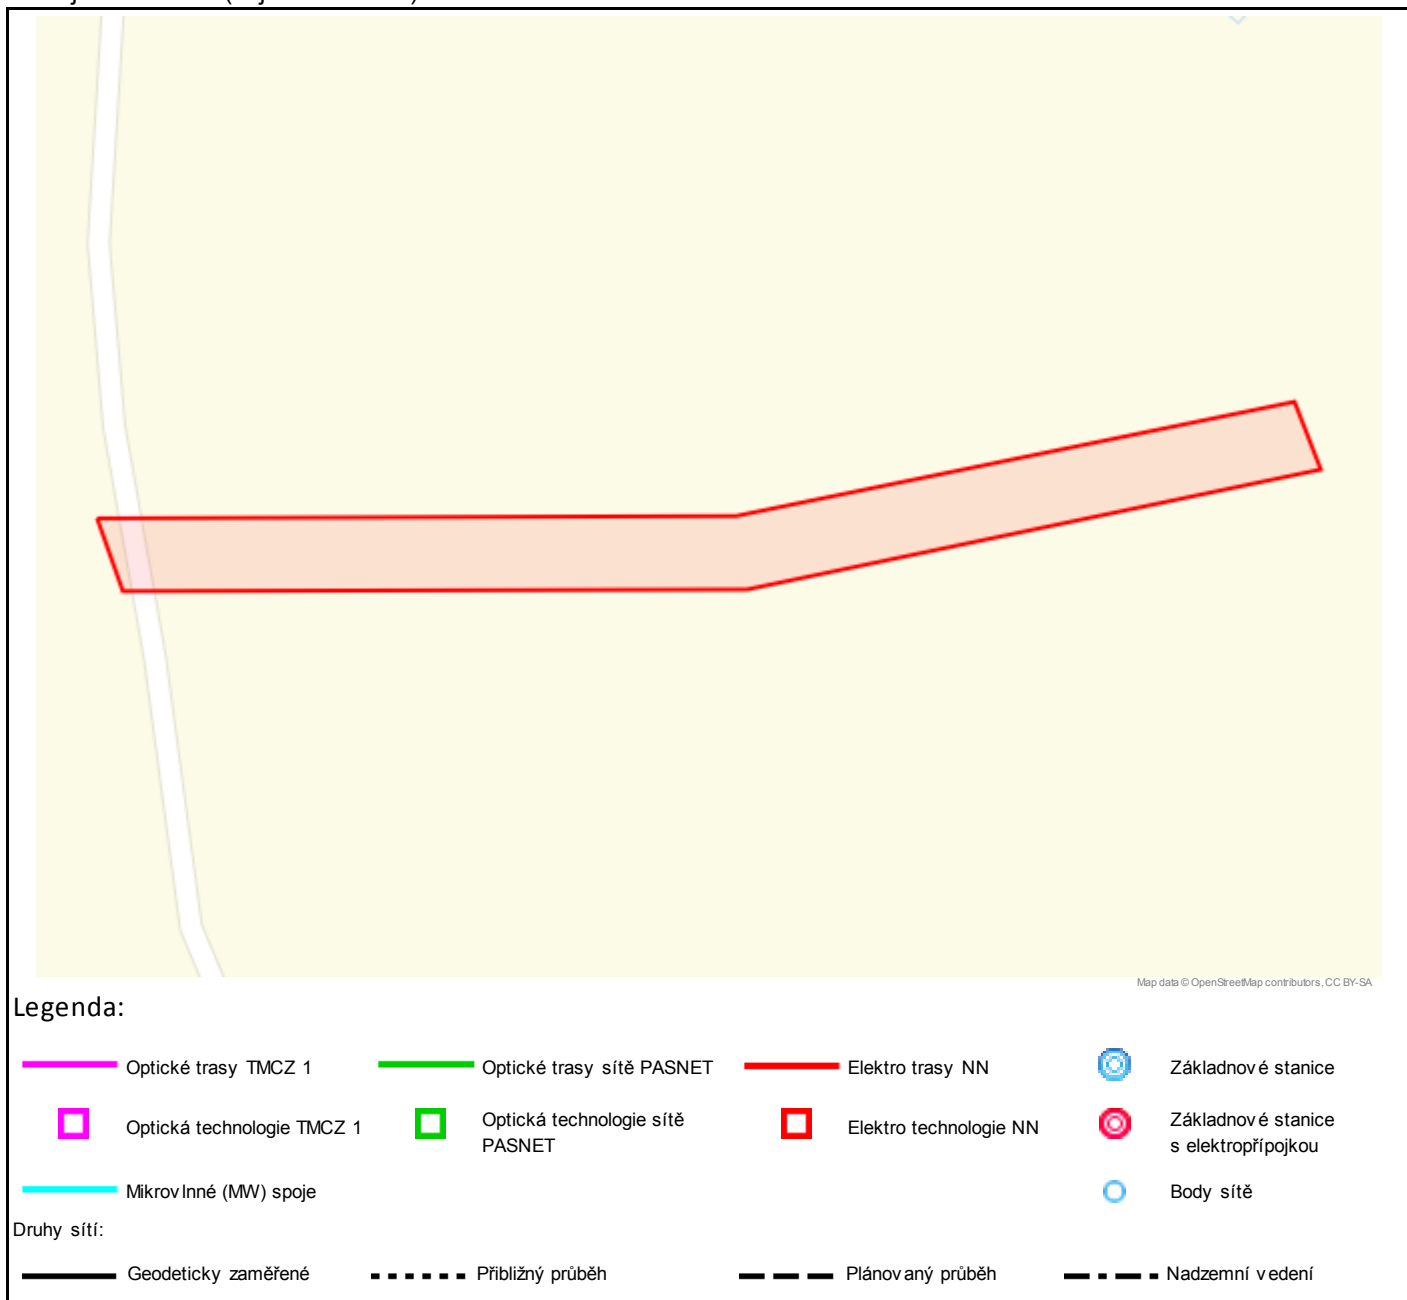 Map data © OpenStreetMap contributors, CC BY-SA
Legenda:
Optické trasy TMCZ 1
Optické trasy sítě PASNET
Elektro trasy NN
Základnové stanice
Optická technologie TMCZ 1
Optická technologie sítě
PASNET
Elektro technologie NN
Základnové stanice
s elektropřípojkou
Mikrovlnné (MW) spoje
Body sítě
Druhy sítí:
Geodeticky zaměřené
Přibližný průběh
Plánovaný průběh
Nadzemní vedení